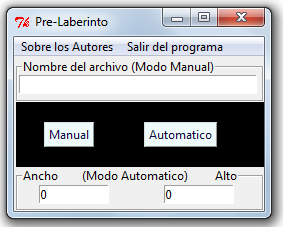 Pre-Laberinto
Sobre los Autores Salir del programa
Nombre del archivo (Modo Manual)
Manual Automatico
Ancho (Modo Automatico) Alto
0 0